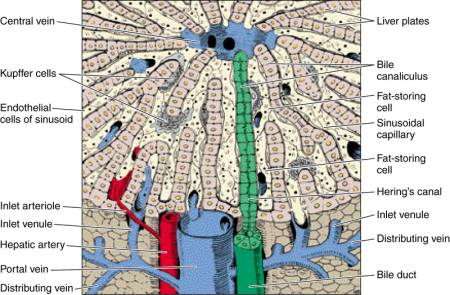 Central vein
Kupffer cells
Endothelial
cells of sinusoid
Inlet arteriole
Inlet venule
Hepatic artery
Portal vein
Distributing vein
Liver plates
Bile
canaliculus
Fat-storing
cell
Sinusoidal
capillary
Fat-storing
cell
Hering's canal
Inlet venule
Distributing vein
Bile duct